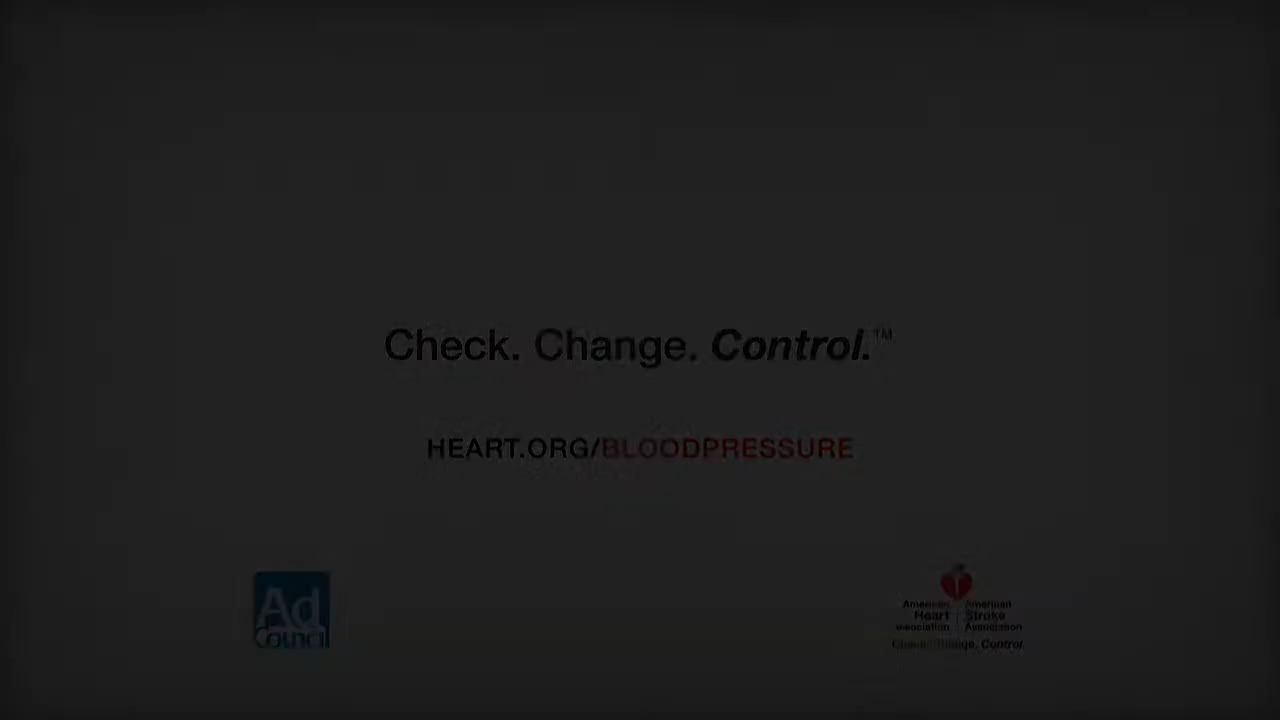 Check. Change. Control.™
HEART.ORG/BLOODPRESSURE
Ad
Council
American
Heart
Association
American
Stroke
Association
Check. Change. Control.